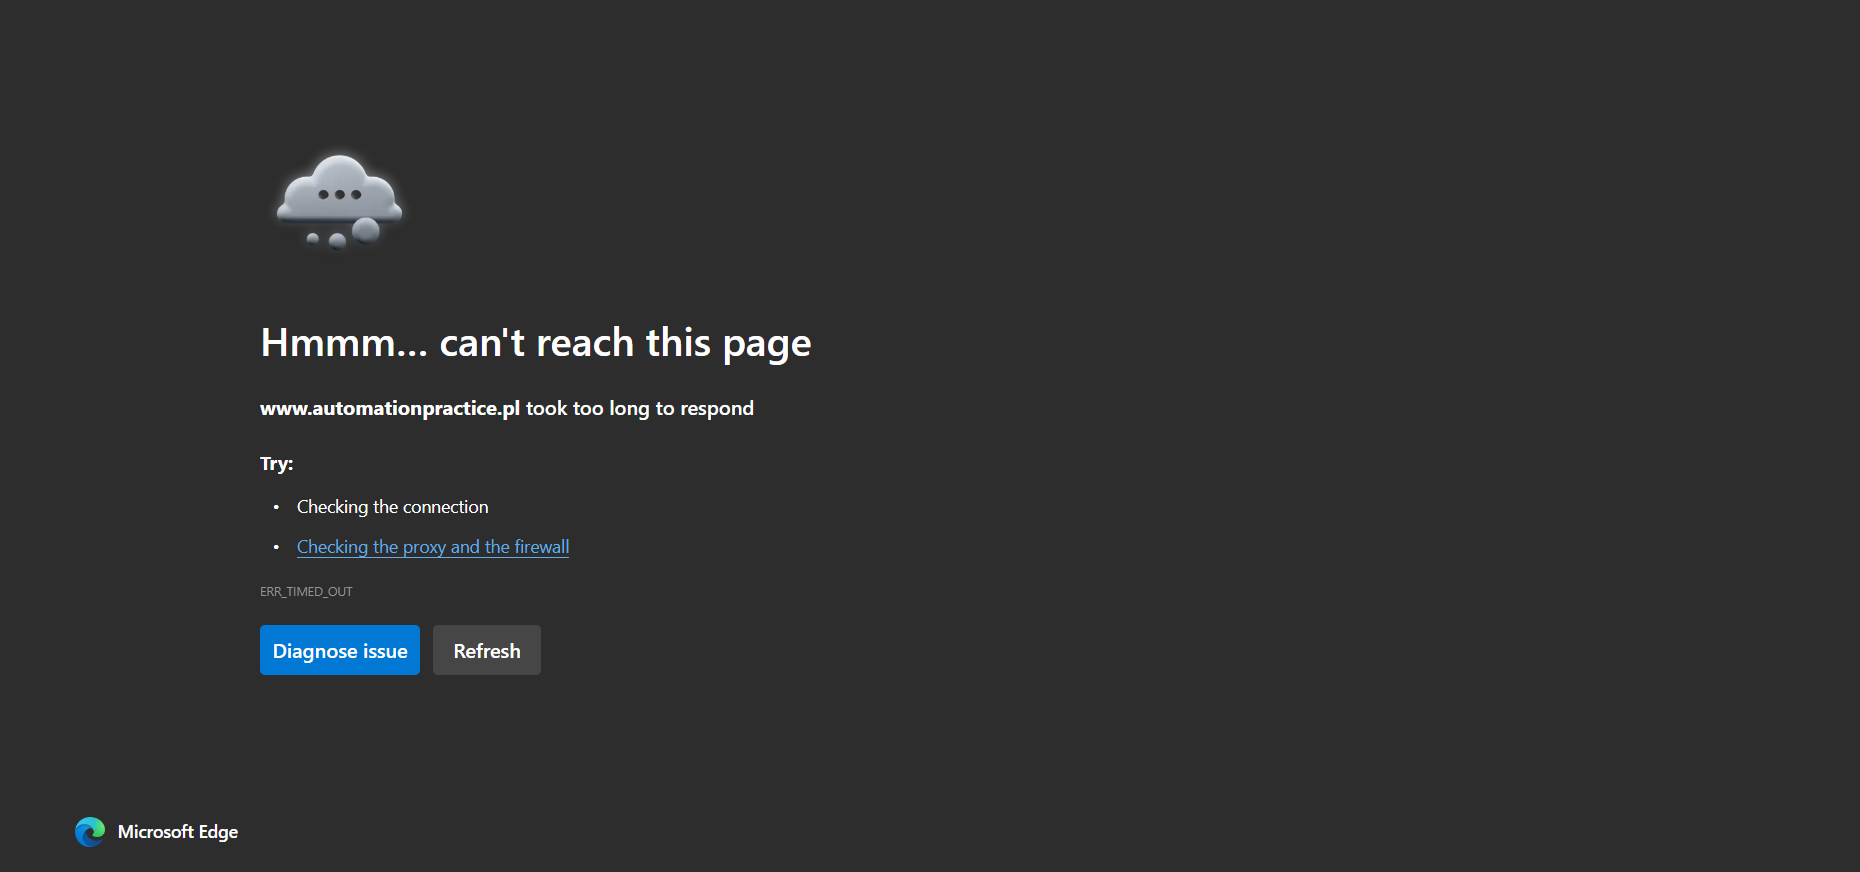 Hmmm... can't reach this page
www.automationpractice.pl took too long to respond
Try:
• Checking the connection
• Checking the proxy and the firewall
ERR_TIMED_OUT
Diagnose issue Refresh
Microsoft Edge